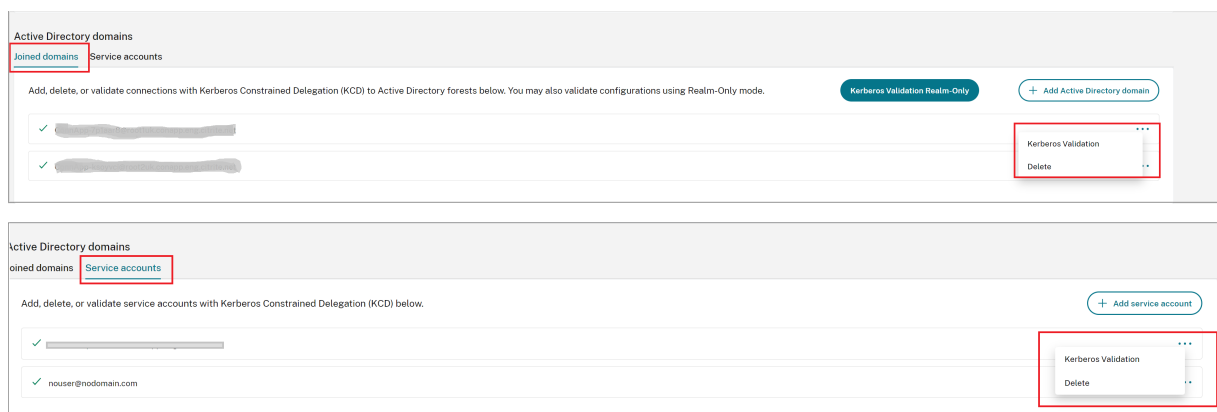 Active Directory domains
Joined domains Service accounts
Add, delete, or validate connections with Kerberos Constrained Delegation (KCD) to Active Directory forests below. You may also validate configurations using Realm-Only mode. Kerberos Validation Realm-Only + Add Active Directory domain
Kerberos Validation
Delete
Active Directory domains
oined domains Service accounts
Add, delete, or validate service accounts with Kerberos Constrained Delegation (KCD) below. + Add service account
Kerberos Validation
nouser@nodomain.com Delete